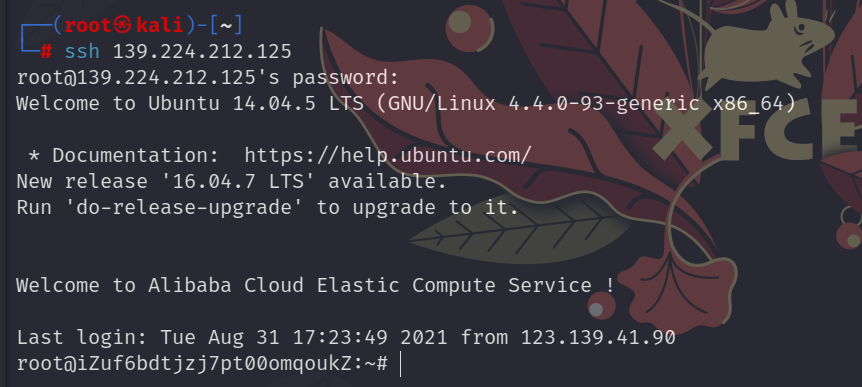 ┌──(root㉿kali)-[~]
└─# ssh 139.224.212.125
root@139.224.212.125's password:
Welcome to Ubuntu 14.04.5 LTS (GNU/Linux 4.4.0-93-generic x86_64)
* Documentation:  https://help.ubuntu.com/
New release '16.04.7 LTS' available.
Run 'do-release-upgrade' to upgrade to it.
XFCE
Welcome to Alibaba Cloud Elastic Compute Service !
Last login: Tue Aug 31 17:23:49 2021 from 123.139.41.90
root@iZuf6bdtjzj7pt00omqoukZ:~#